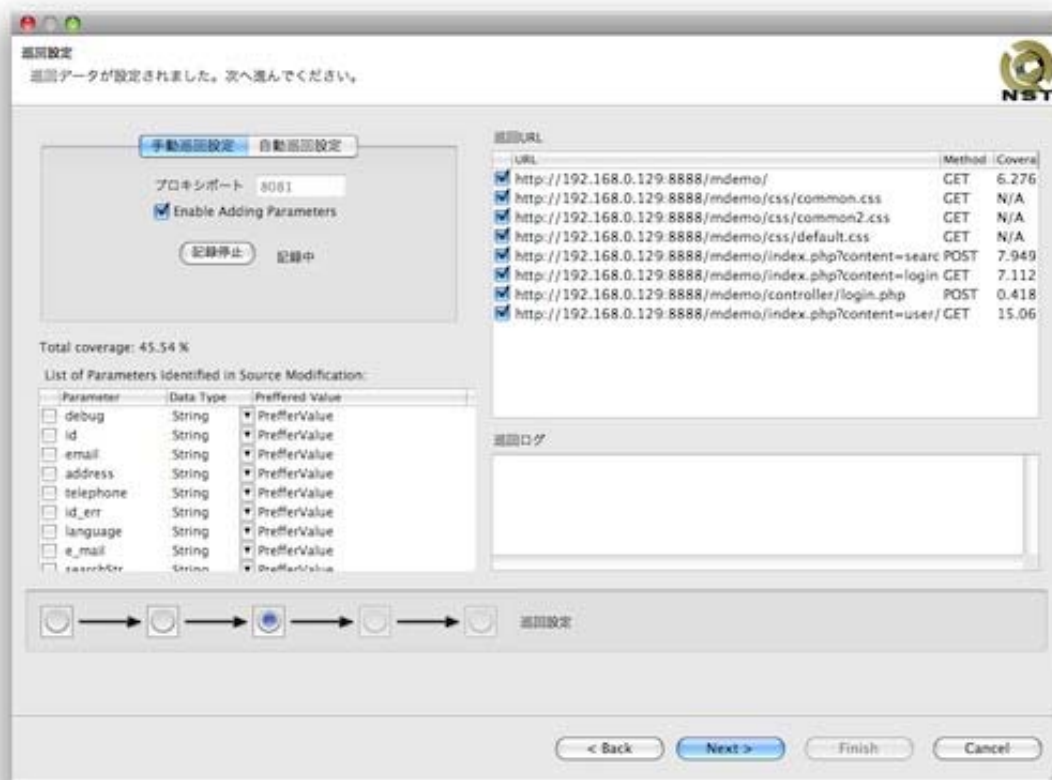 巡回設定
巡回データが設定されました。次へ進んでください。
NST
手動巡回設定 自動巡回設定
プロキシポート 8081
Enable Adding Parameters
記録停止 記録中
Total coverage: 45.54 %
List of Parameters Identified in Source Modification:
Parameter Data Type Preffered Value
debug String PrefferValue
id String PrefferValue
email String PrefferValue
address String PrefferValue
telephone String PrefferValue
id_err String PrefferValue
language String PrefferValue
e_mail String PrefferValue
searchStr String PrefferValue
巡回URL
URL Method Covera
http://192.168.0.129:8888/mdemo/ GET 6.276
http://192.168.0.129:8888/mdemo/css/common.css GET N/A
http://192.168.0.129:8888/mdemo/css/common2.css GET N/A
http://192.168.0.129:8888/mdemo/css/default.css GET N/A
http://192.168.0.129:8888/mdemo/index.php?content=searc POST 7.949
http://192.168.0.129:8888/mdemo/index.php?content=login GET 7.112
http://192.168.0.129:8888/mdemo/controller/login.php POST 0.418
http://192.168.0.129:8888/mdemo/index.php?content=user/ GET 15.06
巡回ログ
巡回設定
< Back Next > Finish Cancel